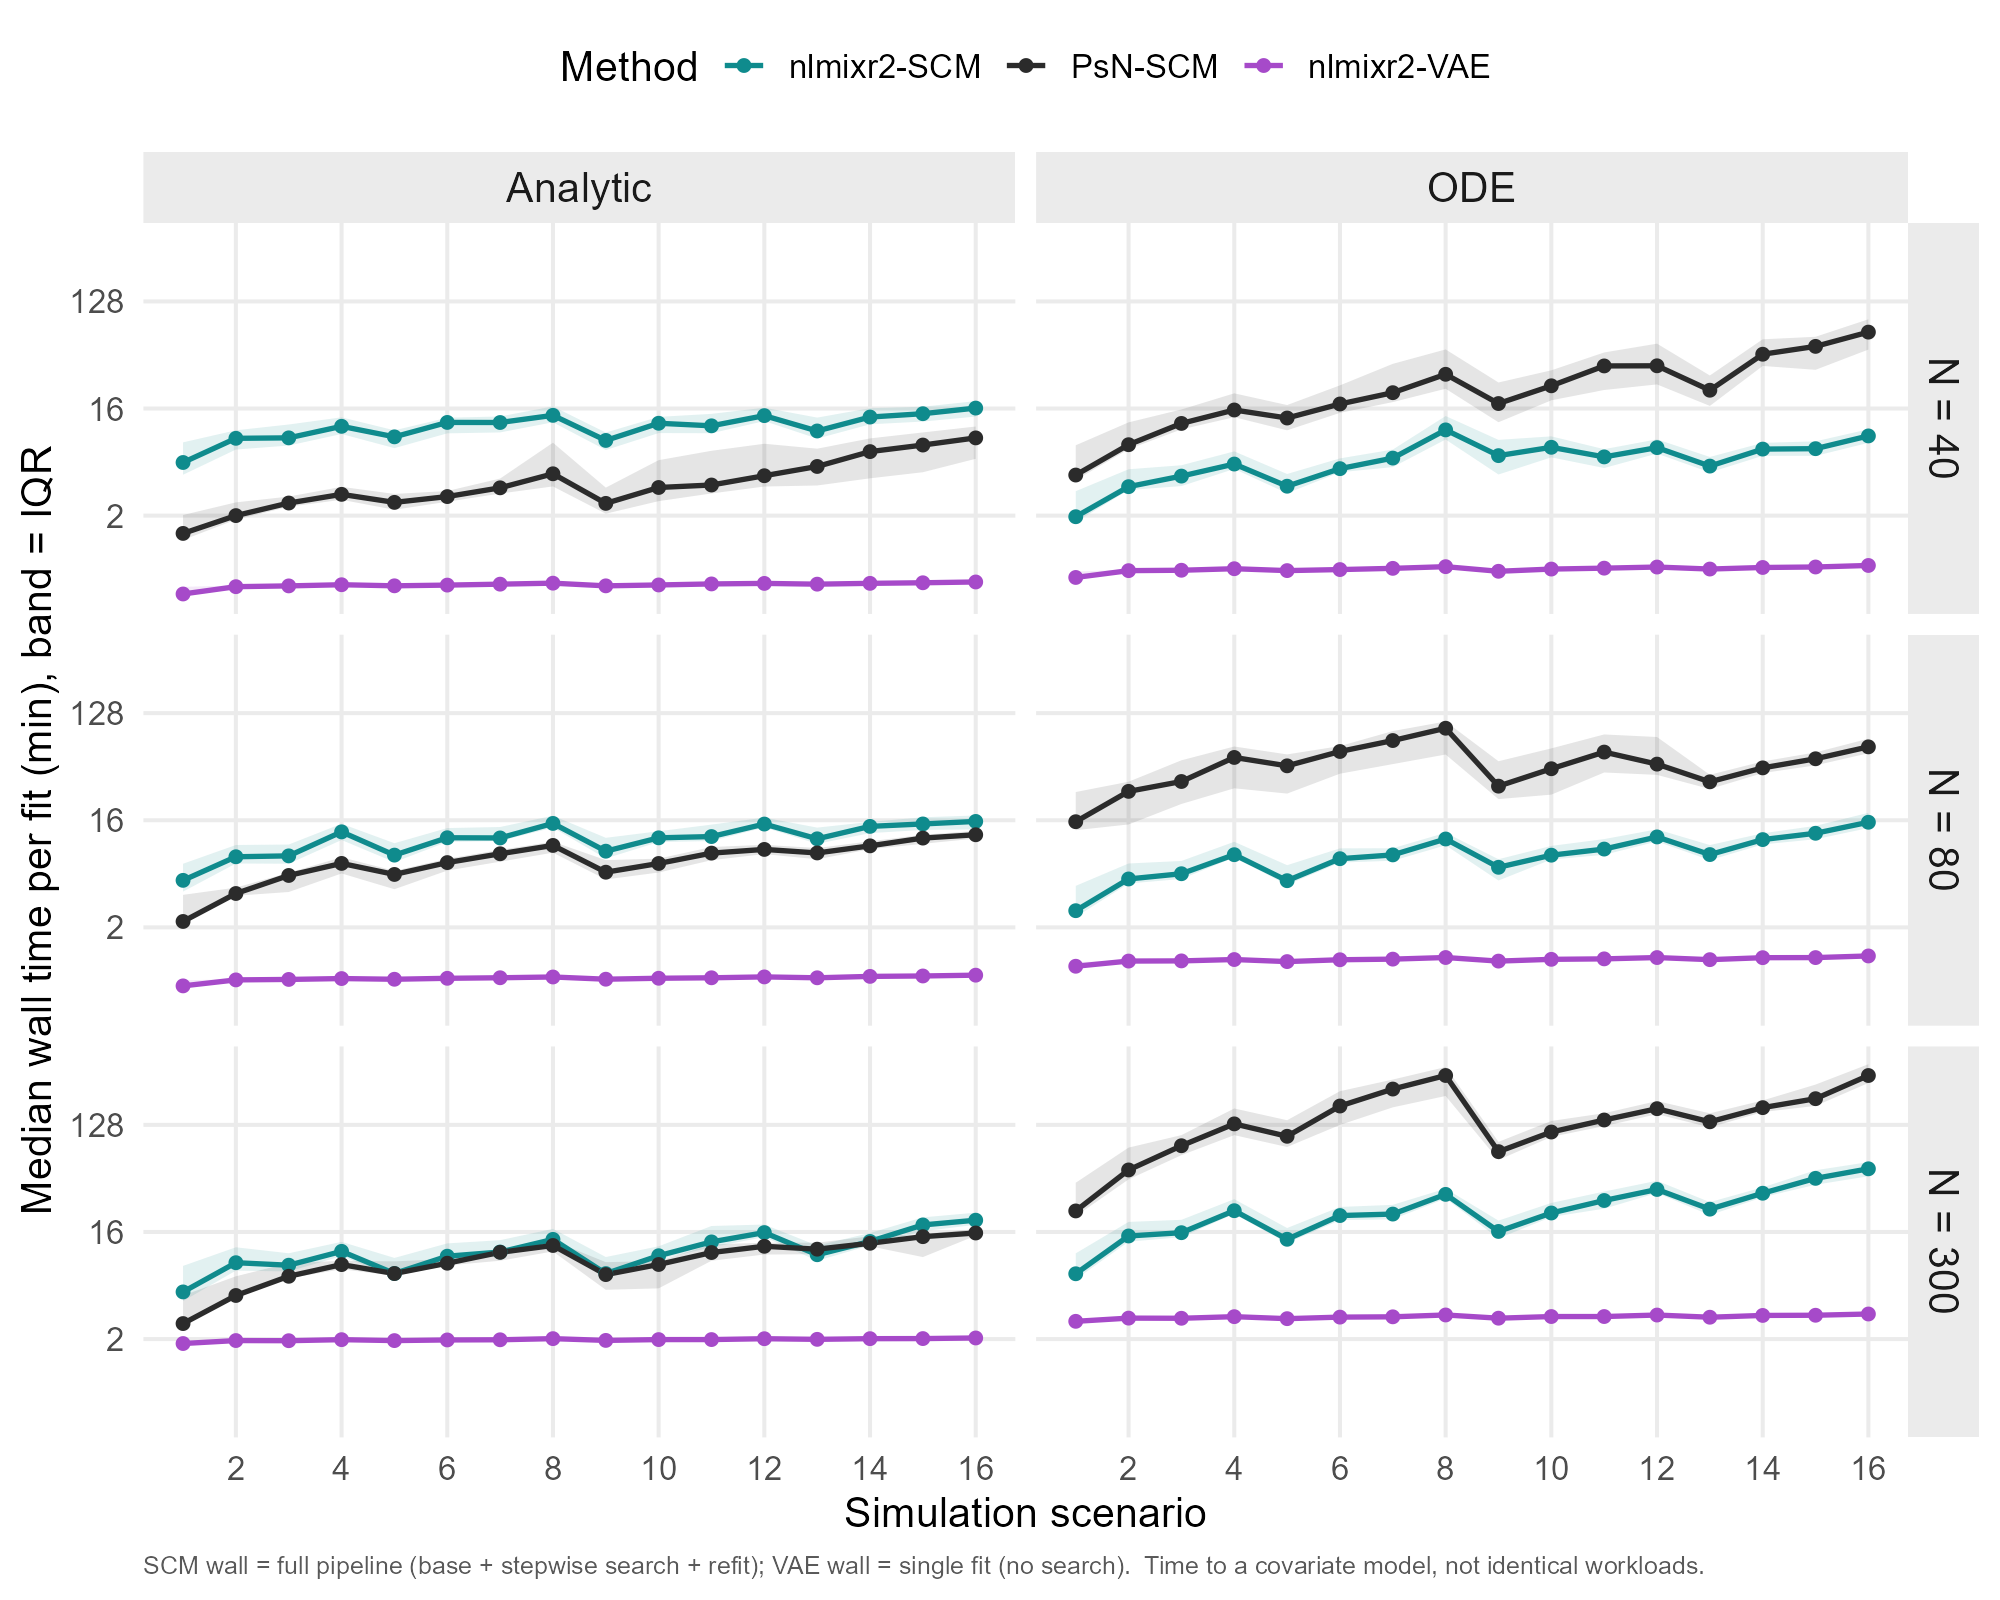 Method nlmixr2-SCM PsN-SCM nlmixr2-VAE
Analytic ODE
128
16
2
N = 40
128
16
2
N = 80
128
16
2
N = 300
Median wall time per fit (min), band = IQR
2 4 6 8 10 12 14 16 2 4 6 8 10 12 14 16
Simulation scenario
SCM wall = full pipeline (base + stepwise search + refit); VAE wall = single fit (no search).  Time to a covariate model, not identical workloads.